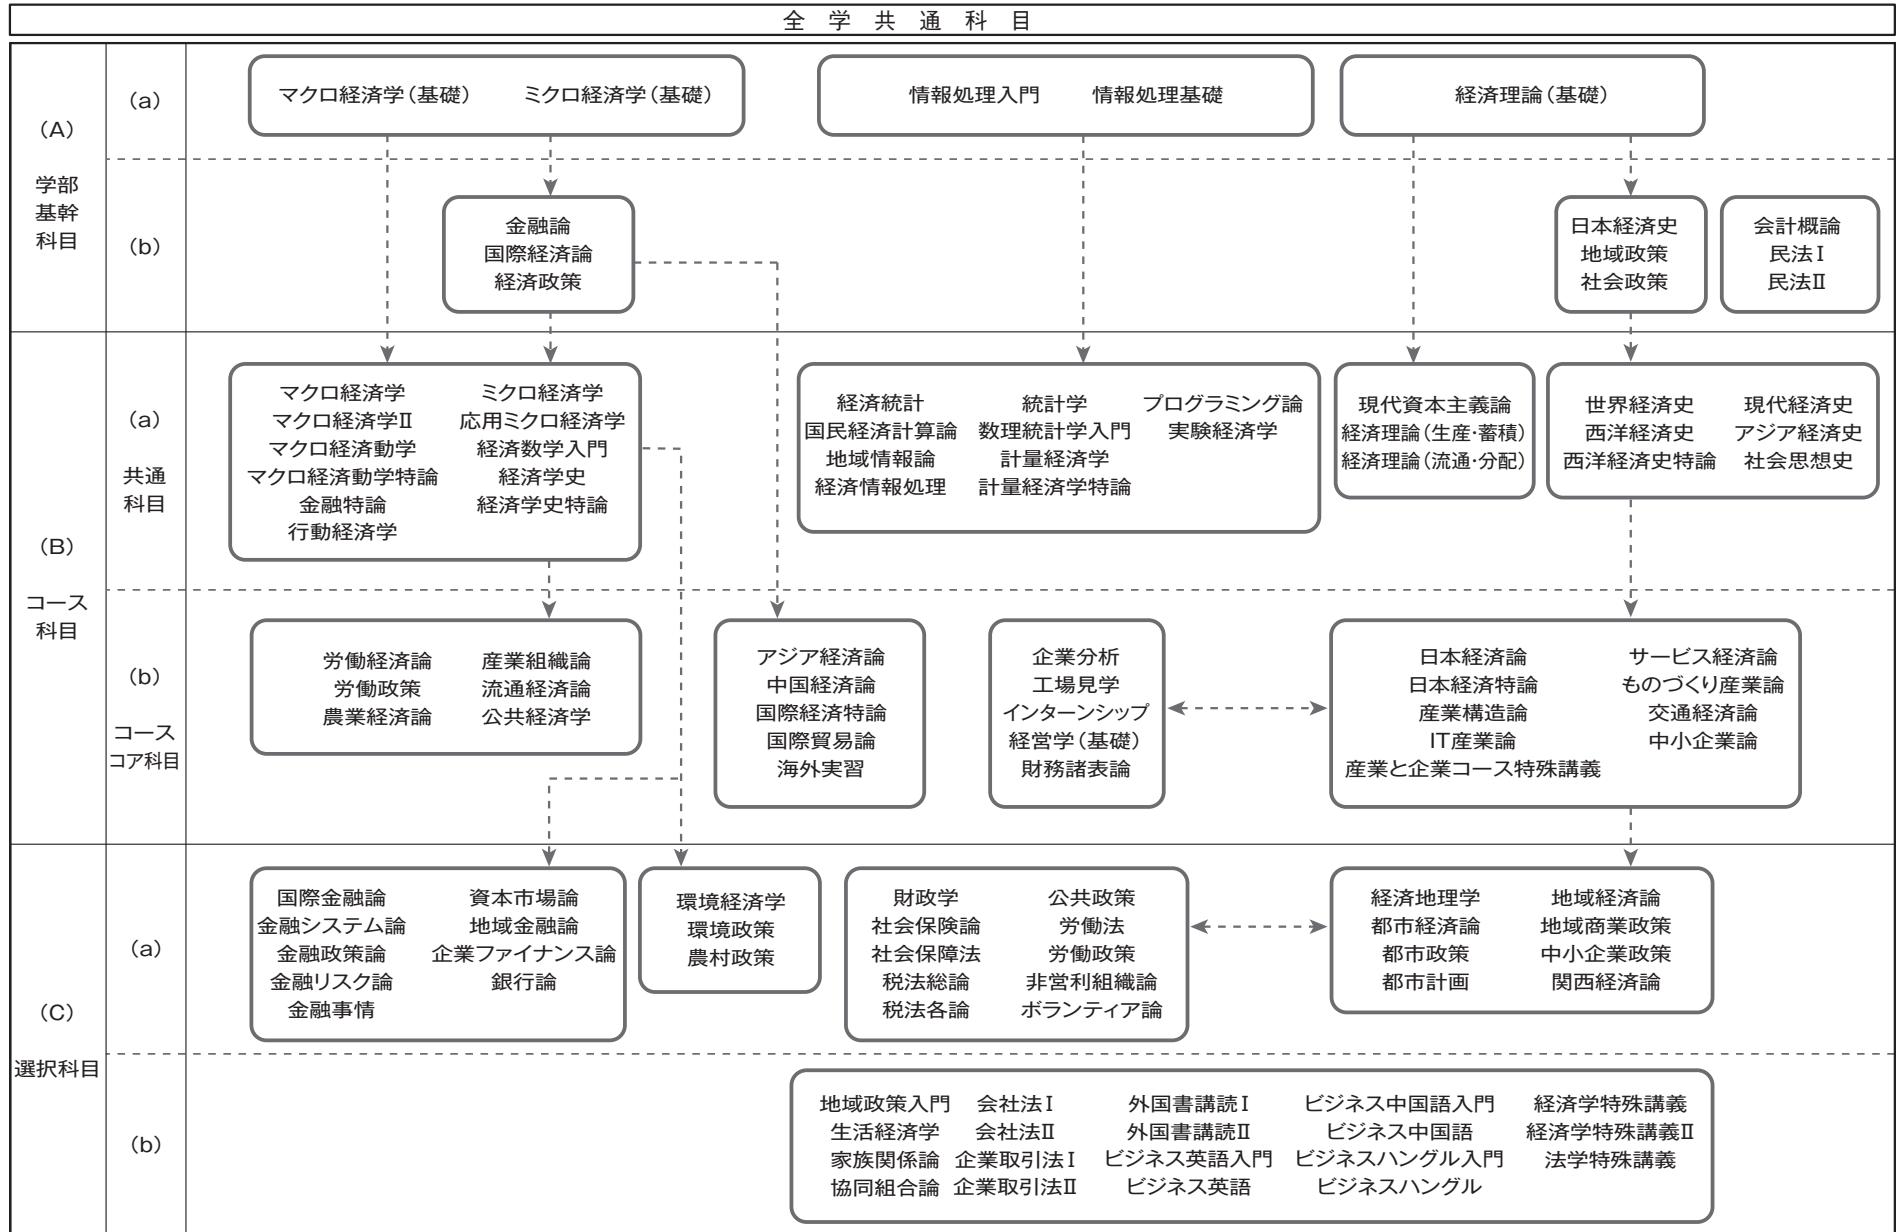 全学共通科目
(A)
学部
基幹
科目
(a)
マクロ経済学(基礎) ミクロ経済学(基礎)
情報処理入門 情報処理基礎
経済理論(基礎)
(b)
金融論
国際経済論
経済政策
日本経済史
地域政策
社会政策
会計概論
民法Ⅰ
民法Ⅱ
(B)
コース
科目
(a)
共通
科目
マクロ経済学 ミクロ経済学
マクロ経済学Ⅱ 応用ミクロ経済学
マクロ経済動学 経済数学入門
マクロ経済動学特論 経済学史
金融特論 経済学史特論
行動経済学
経済統計 統計学 プログラミング論
国民経済計算論 数理統計学入門 実験経済学
地域情報論 計量経済学
経済情報処理 計量経済学特論
現代資本主義論
経済理論(生産・蓄積)
経済理論(流通・分配)
世界経済史 現代経済史
西洋経済史 アジア経済史
西洋経済史特論 社会思想史
(b)
コース
コア科目
労働経済論 産業組織論
労働政策 流通経済論
農業経済論 公共経済学
アジア経済論
中国経済論
国際経済特論
国際貿易論
海外実習
企業分析
工場見学
インターンシップ
経営学(基礎)
財務諸表論
日本経済論 サービス経済論
日本経済特論 ものづくり産業論
産業構造論 交通経済論
IT産業論 中小企業論
産業と企業コース特殊講義
(C)
選択科目
(a)
国際金融論 資本市場論
金融システム論 地域金融論
金融政策論 企業ファイナンス論
金融リスク論 銀行論
金融事情
環境経済学
環境政策
農村政策
財政学 公共政策
社会保険論 労働法
社会保障法 労働政策
税法総論 非営利組織論
税法各論 ボランティア論
経済地理学 地域経済論
都市経済論 地域商業政策
都市政策 中小企業政策
都市計画 関西経済論
(b)
地域政策入門 会社法Ⅰ 外国書講読Ⅰ ビジネス中国語入門 経済学特殊講義
生活経済学 会社法Ⅱ 外国書講読Ⅱ ビジネス中国語 経済学特殊講義Ⅱ
家族関係論 企業取引法Ⅰ ビジネス英語入門 ビジネスハングル入門 法学特殊講義
協同組合論 企業取引法Ⅱ ビジネス英語 ビジネスハングル